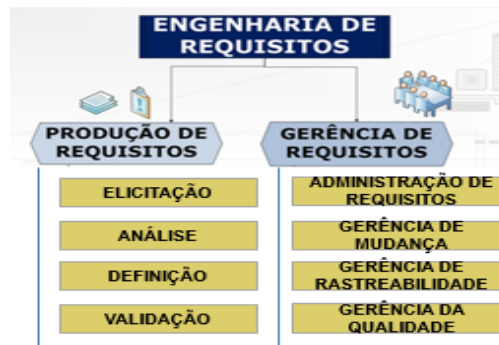 ENGENHARIA DE
REQUISITOS
PRODUÇÃO DE
REQUISITOS
ELICITAÇÃO
ANÁLISE
DEFINIÇÃO
VALIDAÇÃO
GERÊNCIA DE
REQUISITOS
ADMINISTRAÇÃO DE
REQUISITOS
GERÊNCIA DE
MUDANÇA
GERÊNCIA DE
RASTREABILIDADE
GERÊNCIA DA
QUALIDADE